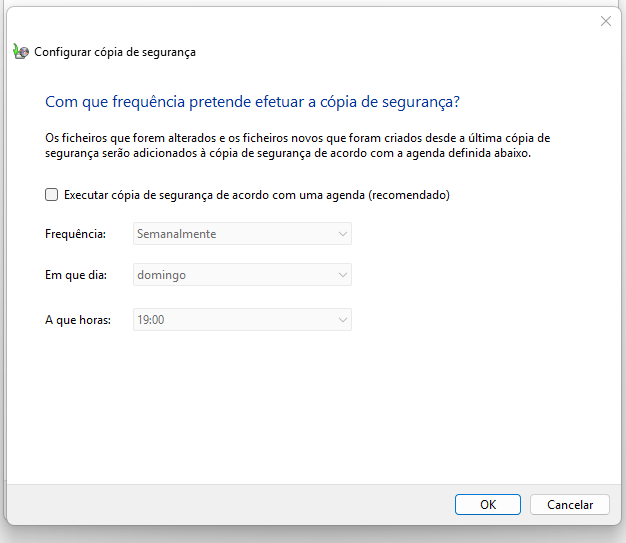 Configurar cópia de segurança
Com que frequência pretende efetuar a cópia de segurança?
Os ficheiros que forem alterados e os ficheiros novos que foram criados desde a última cópia de
segurança serão adicionados à cópia de segurança de acordo com a agenda definida abaixo.
Executar cópia de segurança de acordo com uma agenda (recomendado)
Frequência: Semanalmente
Em que dia: domingo
A que horas: 19:00
OK Cancelar